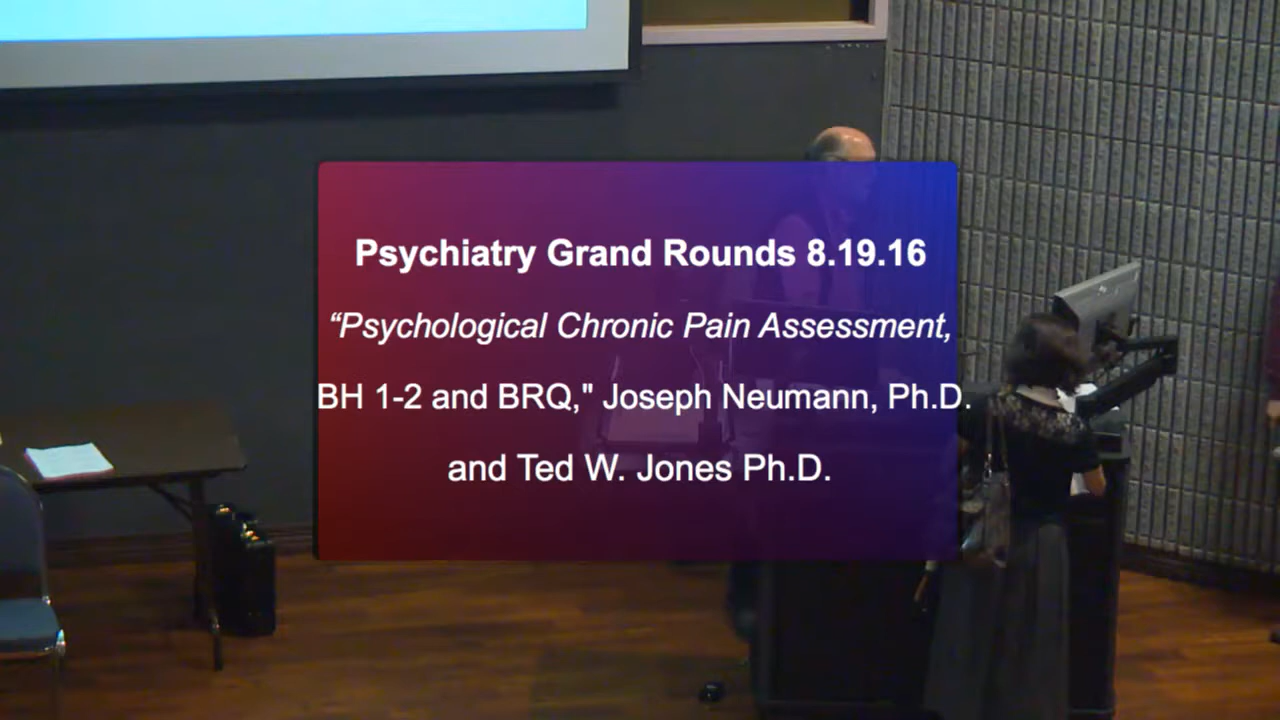 Psychiatry Grand Rounds 8.19.16
“Psychological Chronic Pain Assessment,
BH 1-2 and BRQ," Joseph Neumann, Ph.D.
and Ted W. Jones Ph.D.